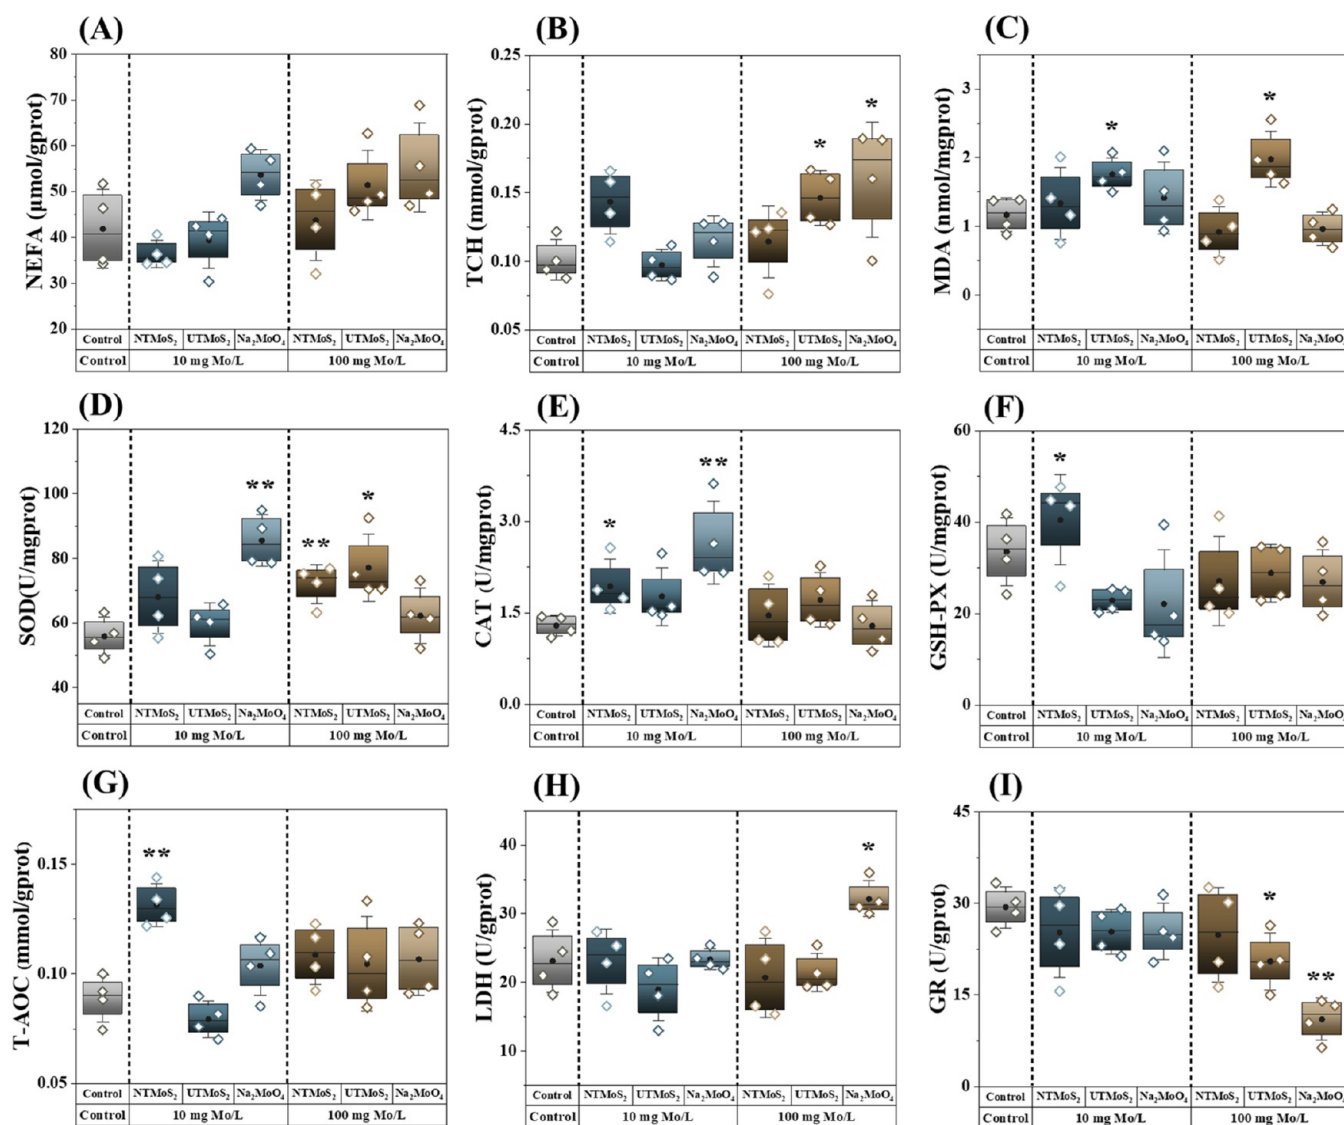 (A)
NEFA (μmol/gprot)
80
70
60
50
40
30
20
Control NTMoS₂ UTMoS₂ Na₂MoO₄ NTMoS₂ UTMoS₂ Na₂MoO₄
Control 10 mg Mo/L 100 mg Mo/L
(B)
TCH (mmol/gprot)
0.25
0.20
0.15
0.10
0.05
* *
Control NTMoS₂ UTMoS₂ Na₂MoO₄ NTMoS₂ UTMoS₂ Na₂MoO₄
Control 10 mg Mo/L 100 mg Mo/L
(C)
MDA (nmol/mgprot)
3
2
1
0
* *
Control NTMoS₂ UTMoS₂ Na₂MoO₄ NTMoS₂ UTMoS₂ Na₂MoO₄
Control 10 mg Mo/L 100 mg Mo/L
(D)
SOD(U/mgprot)
120
100
80
60
40
** ** *
Control NTMoS₂ UTMoS₂ Na₂MoO₄ NTMoS₂ UTMoS₂ Na₂MoO₄
Control 10 mg Mo/L 100 mg Mo/L
(E)
CAT (U/mgprot)
4.5
3.0
1.5
0.0
* **
Control NTMoS₂ UTMoS₂ Na₂MoO₄ NTMoS₂ UTMoS₂ Na₂MoO₄
Control 10 mg Mo/L 100 mg Mo/L
(F)
GSH-PX (U/mgprot)
60
40
20
0
*
Control NTMoS₂ UTMoS₂ Na₂MoO₄ NTMoS₂ UTMoS₂ Na₂MoO₄
Control 10 mg Mo/L 100 mg Mo/L
(G)
T-AOC (mmol/gprot)
0.15
0.10
0.05
**
Control NTMoS₂ UTMoS₂ Na₂MoO₄ NTMoS₂ UTMoS₂ Na₂MoO₄
Control 10 mg Mo/L 100 mg Mo/L
(H)
LDH (U/gprot)
40
30
20
10
*
Control NTMoS₂ UTMoS₂ Na₂MoO₄ NTMoS₂ UTMoS₂ Na₂MoO₄
Control 10 mg Mo/L 100 mg Mo/L
(I)
GR (U/gprot)
45
30
15
0
* **
Control NTMoS₂ UTMoS₂ Na₂MoO₄ NTMoS₂ UTMoS₂ Na₂MoO₄
Control 10 mg Mo/L 100 mg Mo/L